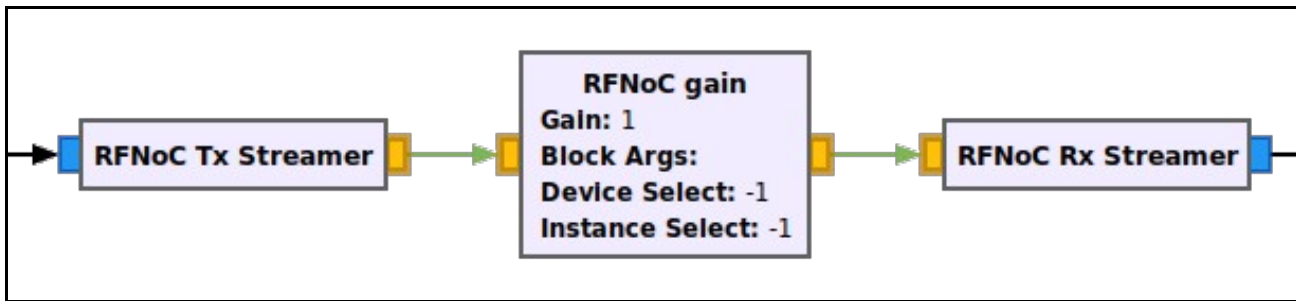 RFNoC Tx Streamer
RFNoC gain
Gain: 1
Block Args:
Device Select: -1
Instance Select: -1
RFNoC Rx Streamer